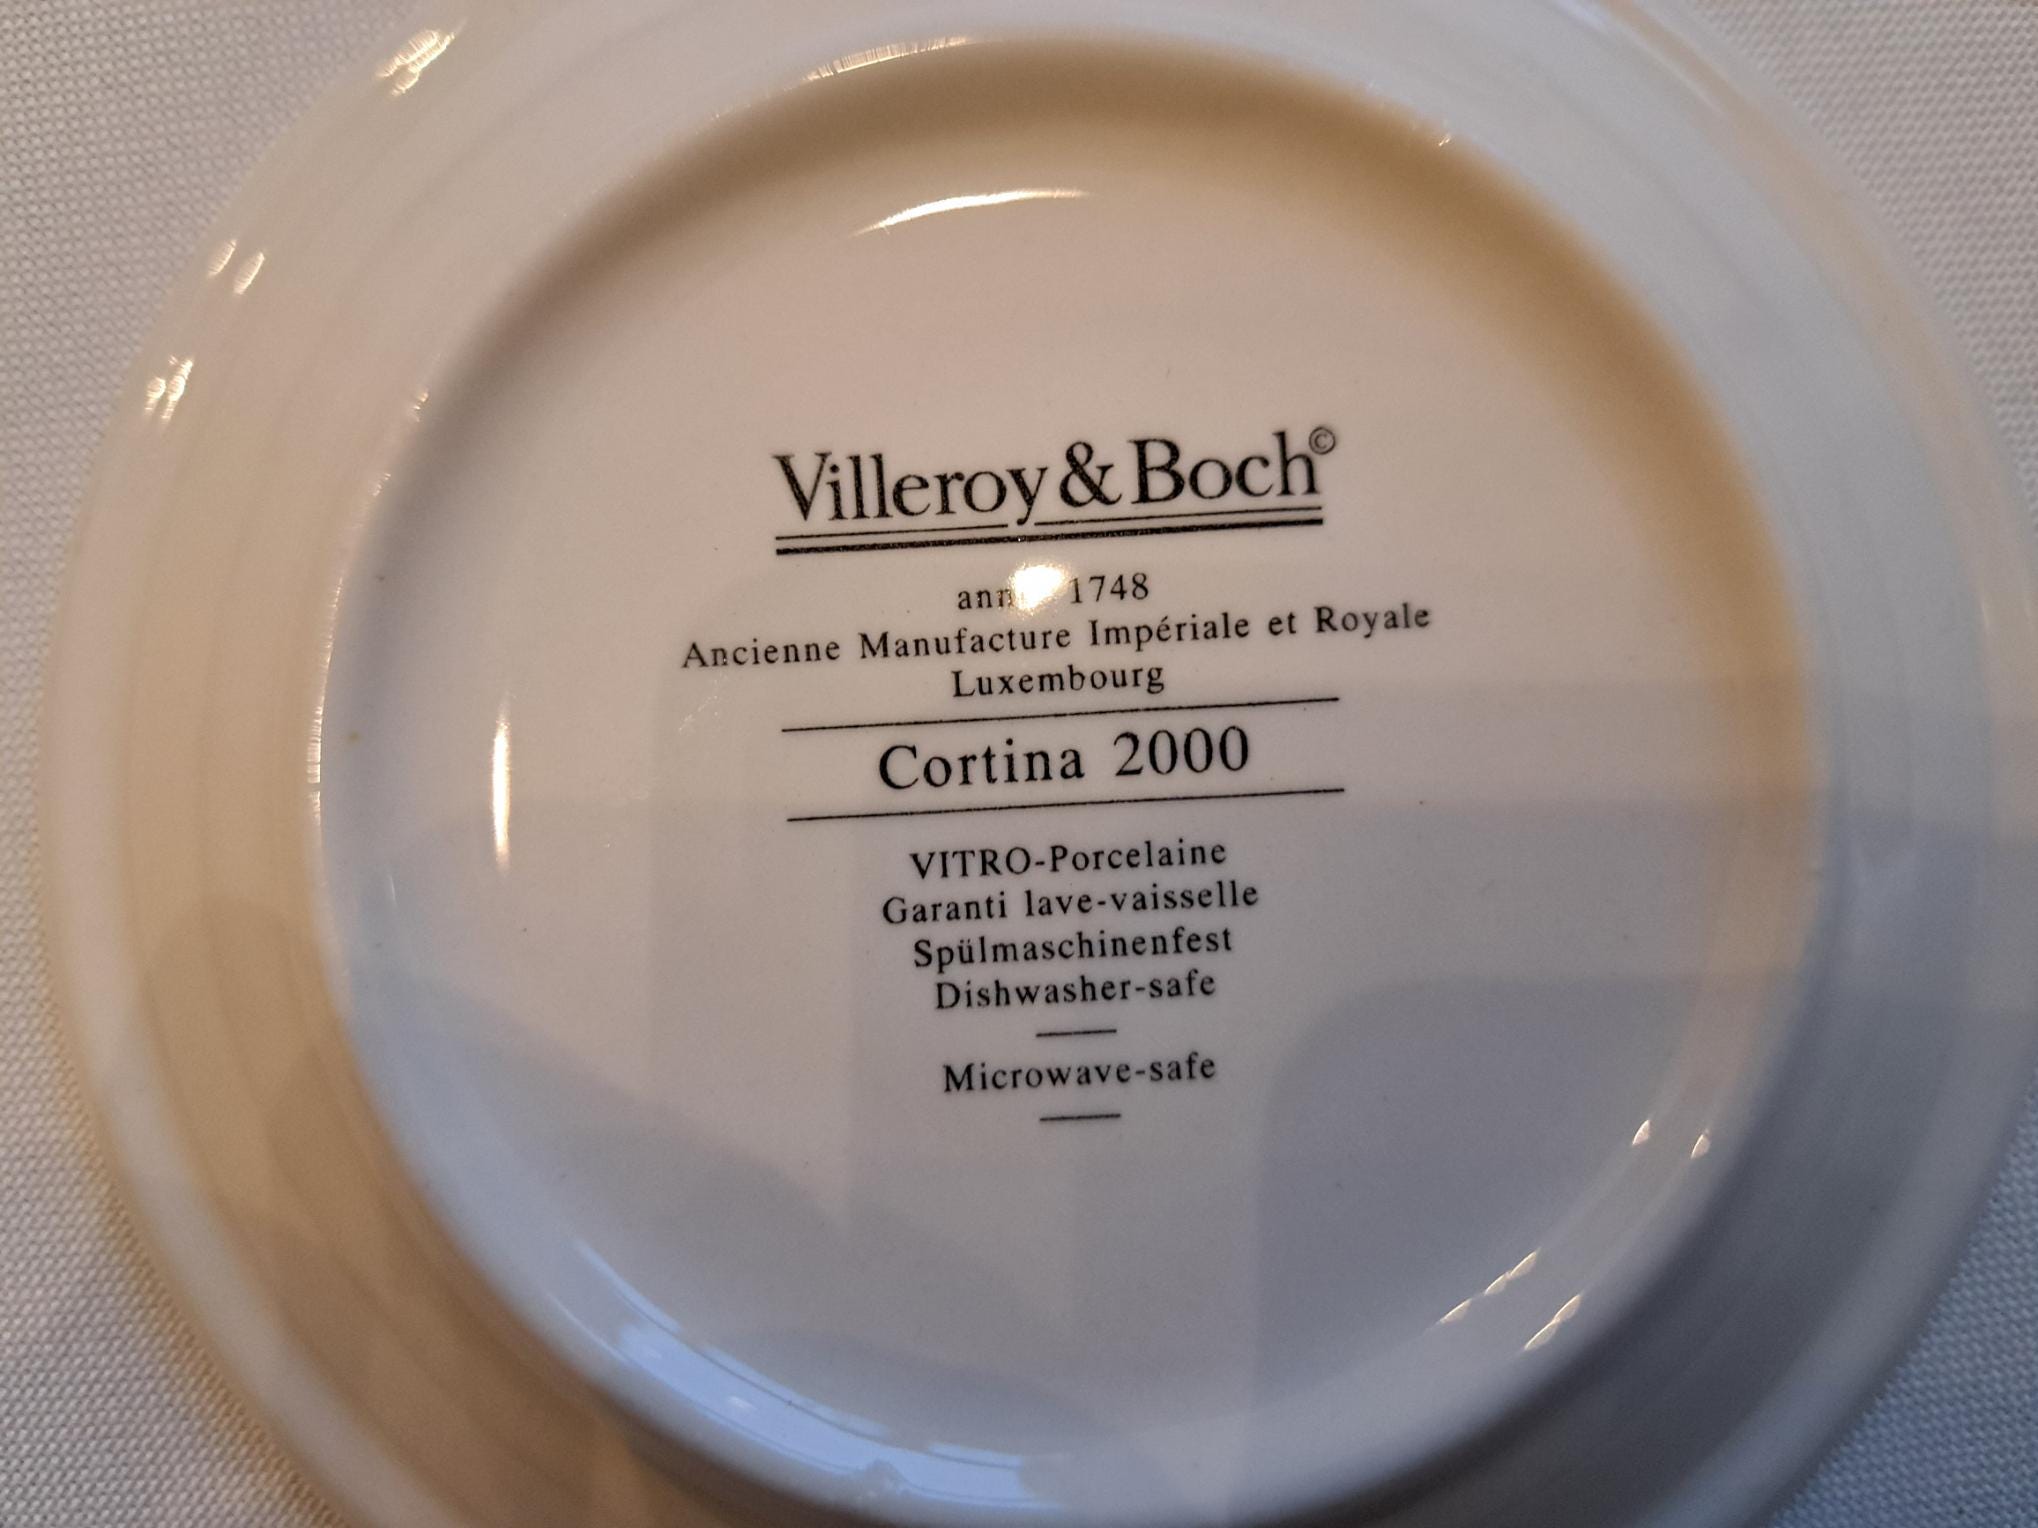 Villeroy & Boch©
1748
Ancienne Manufacture Impériale et Royale
Luxembourg
Cortina 2000
VITRO-Porcelaine
Garanti lave-vaisselle
Spülmaschinenfest
Dishwasher-safe
Microwave-safe